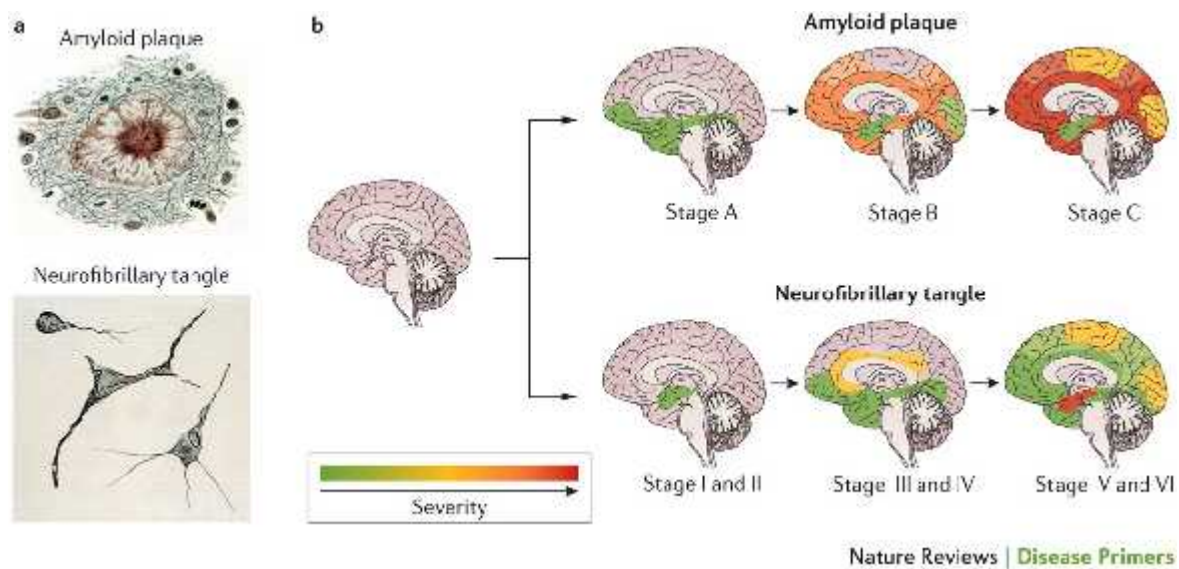 a
Amyloid plaque
Neurofibrillary tangle
b
Amyloid plaque
Stage A
Stage B
Stage C
Neurofibrillary tangle
Stage I and II
Stage III and IV
Stage V and VI
Severity
Nature Reviews | Disease Primers